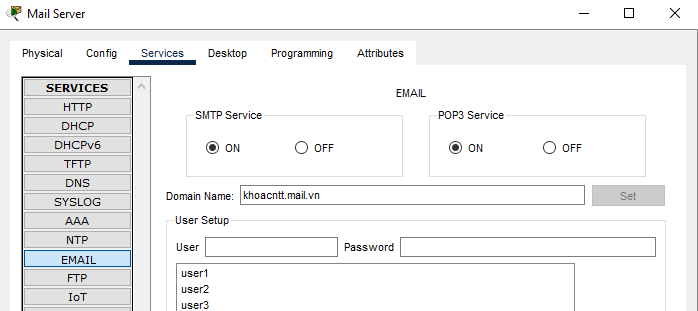 Mail Server
Physical Config Services Desktop Programming Attributes
SERVICES
HTTP
DHCP
DHCPv6
TFTP
DNS
SYSLOG
AAA
NTP
EMAIL
FTP
IoT
EMAIL
SMTP Service
ON OFF
POP3 Service
ON OFF
Domain Name: khoacntt.mail.vn Set
User Setup
User Password
user1
user2
user3